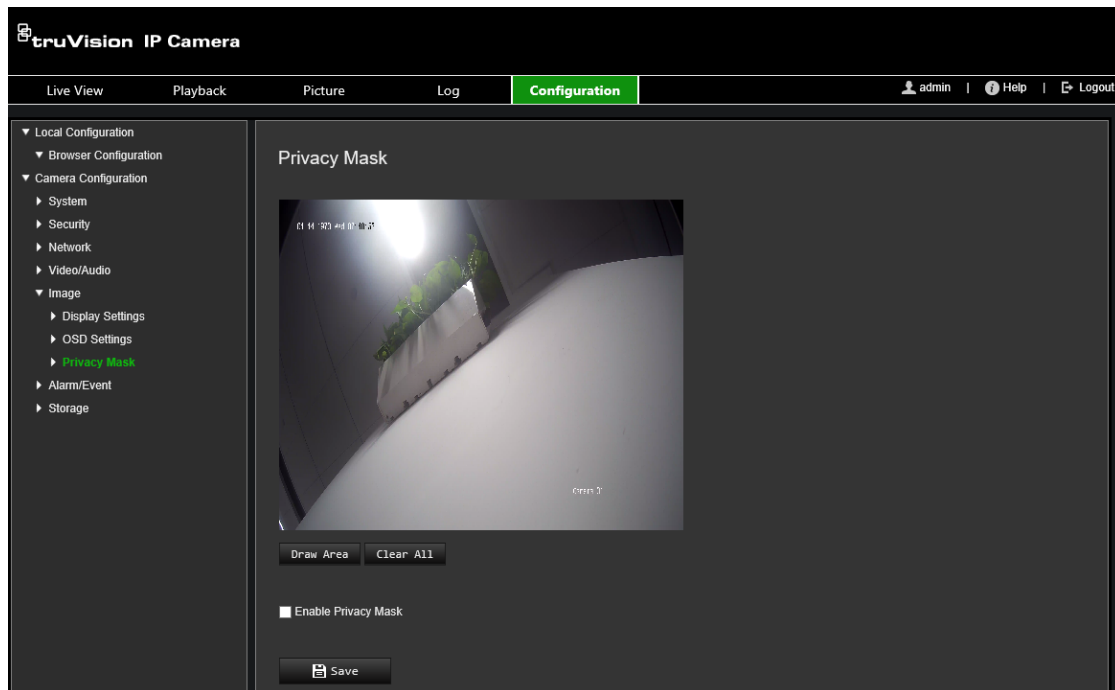 truVision IP Camera
Live View Playback Picture Log Configuration admin | Help | Logout
Local Configuration
Browser Configuration
Camera Configuration
System
Security
Network
Video/Audio
Image
Display Settings
OSD Settings
Privacy Mask
Alarm/Event
Storage
Privacy Mask
Camera 01
Draw Area Clear All
Enable Privacy Mask
Save